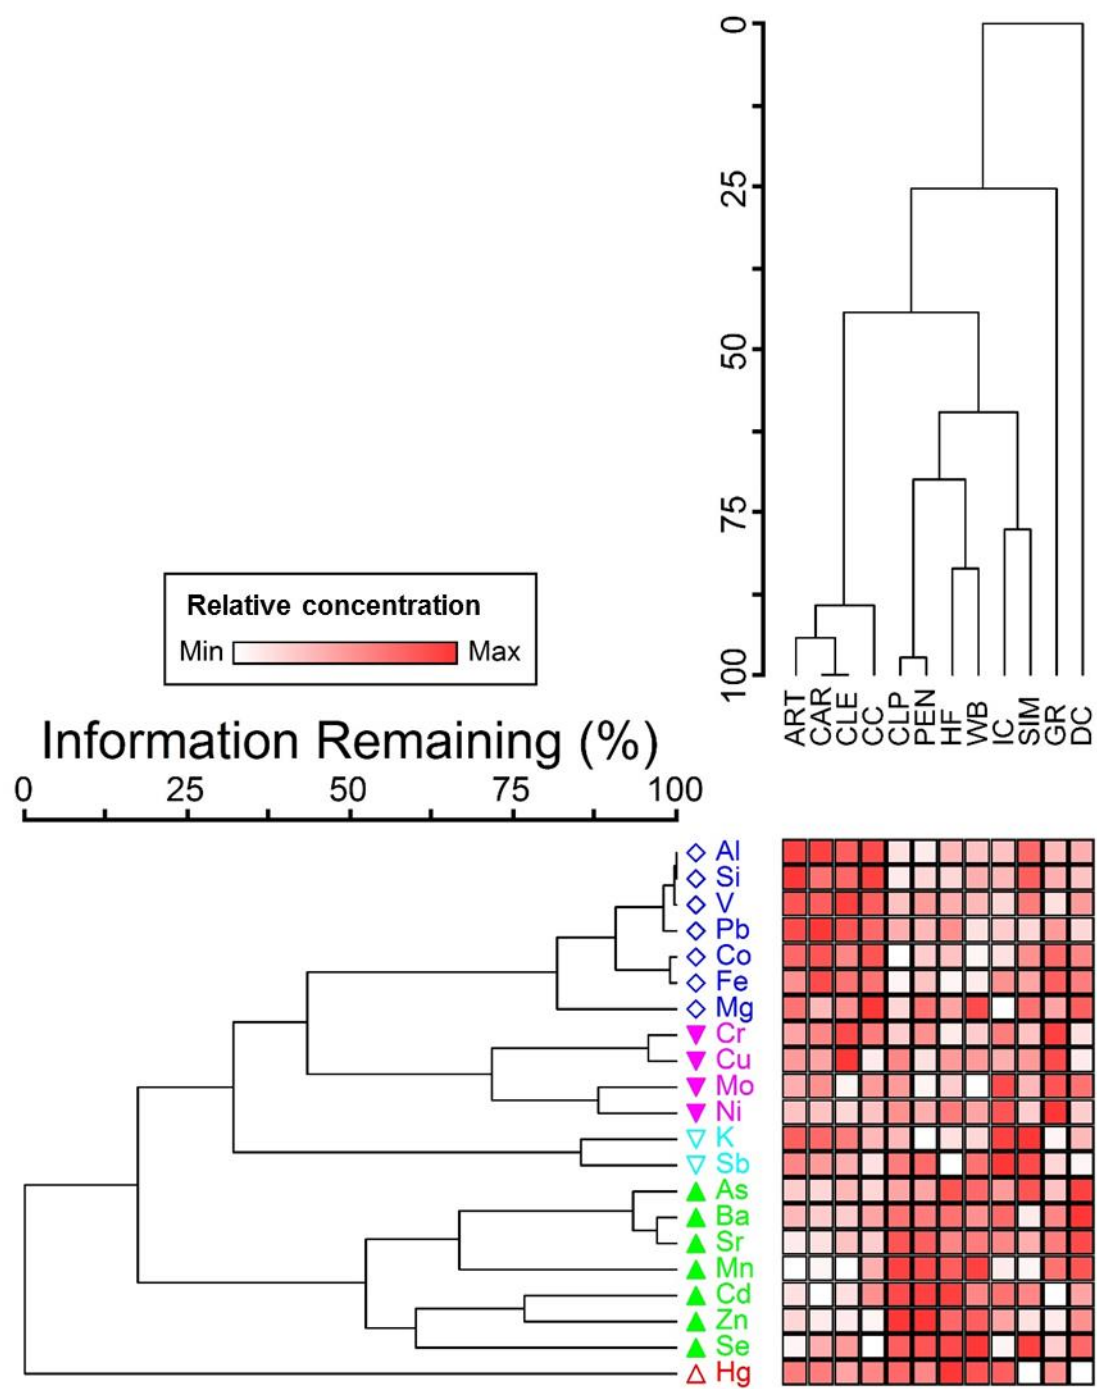 0
25
50
75
100
ART
CAR
CLE
CC
CLP
PEN
HF
WB
IC
SIM
GR
DC
Relative concentration
Min Max
Information Remaining (%)
0 25 50 75 100
Al
Si
V
Pb
Co
Fe
Mg
Cr
Cu
Mo
Ni
K
Sb
As
Ba
Sr
Mn
Cd
Zn
Se
Hg